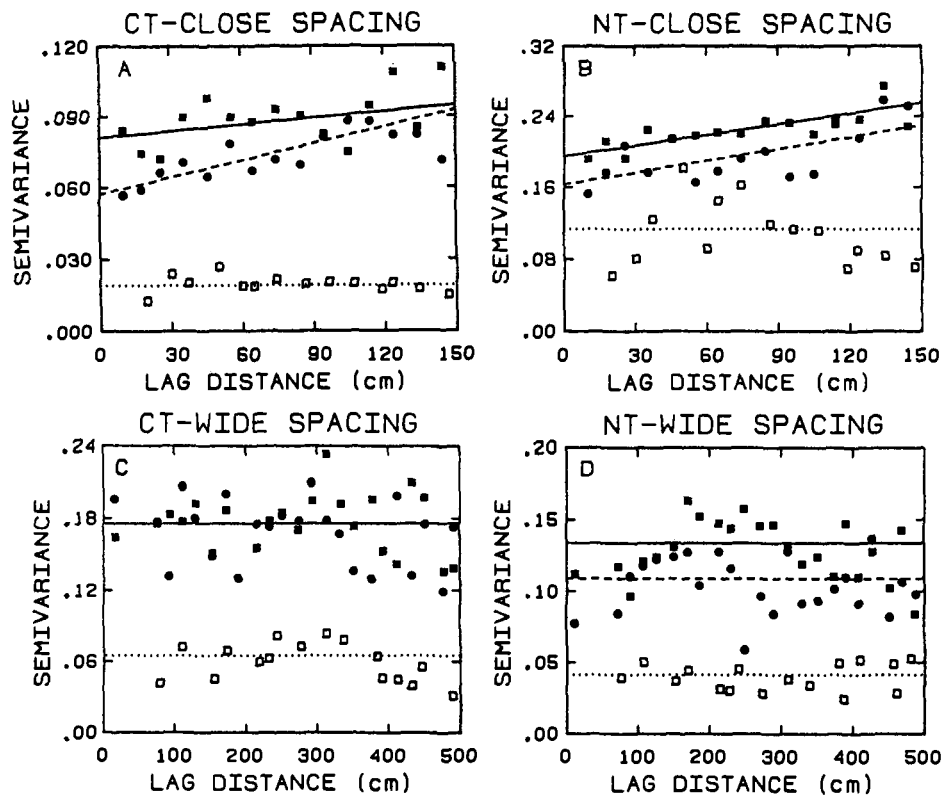 CT-CLOSE SPACING
NT-CLOSE SPACING
A
B
SEMIVARIANCE
.120
.090
.060
.030
.000
0 30 60 90 120 150
LAG DISTANCE (cm)
SEMIVARIANCE
.32
.24
.16
.08
.00
0 30 60 90 120 150
LAG DISTANCE (cm)
CT-WIDE SPACING
NT-WIDE SPACING
C
D
SEMIVARIANCE
.24
.18
.12
.06
.00
0 100 200 300 400 500
LAG DISTANCE (cm)
SEMIVARIANCE
.20
.15
.10
.05
.00
0 100 200 300 400 500
LAG DISTANCE (cm)